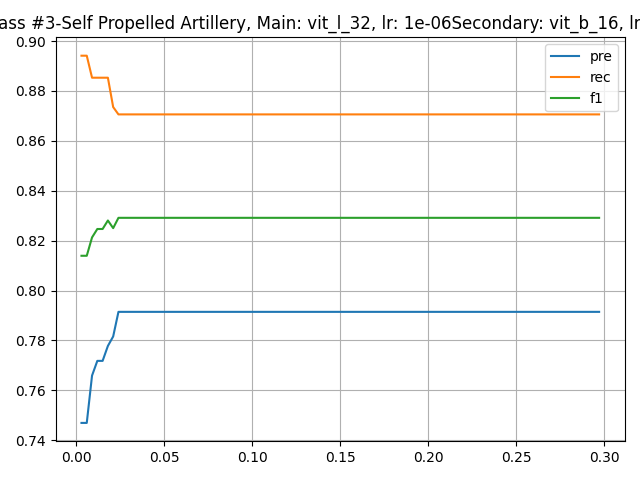 ass #3-Self Propelled Artillery, Main: vit_l_32, lr: 1e-06Secondary: vit_b_16, lr
0.90
0.88
0.86
0.84
0.82
0.80
0.78
0.76
0.74
pre
rec
f1
0.00 0.05 0.10 0.15 0.20 0.25 0.30